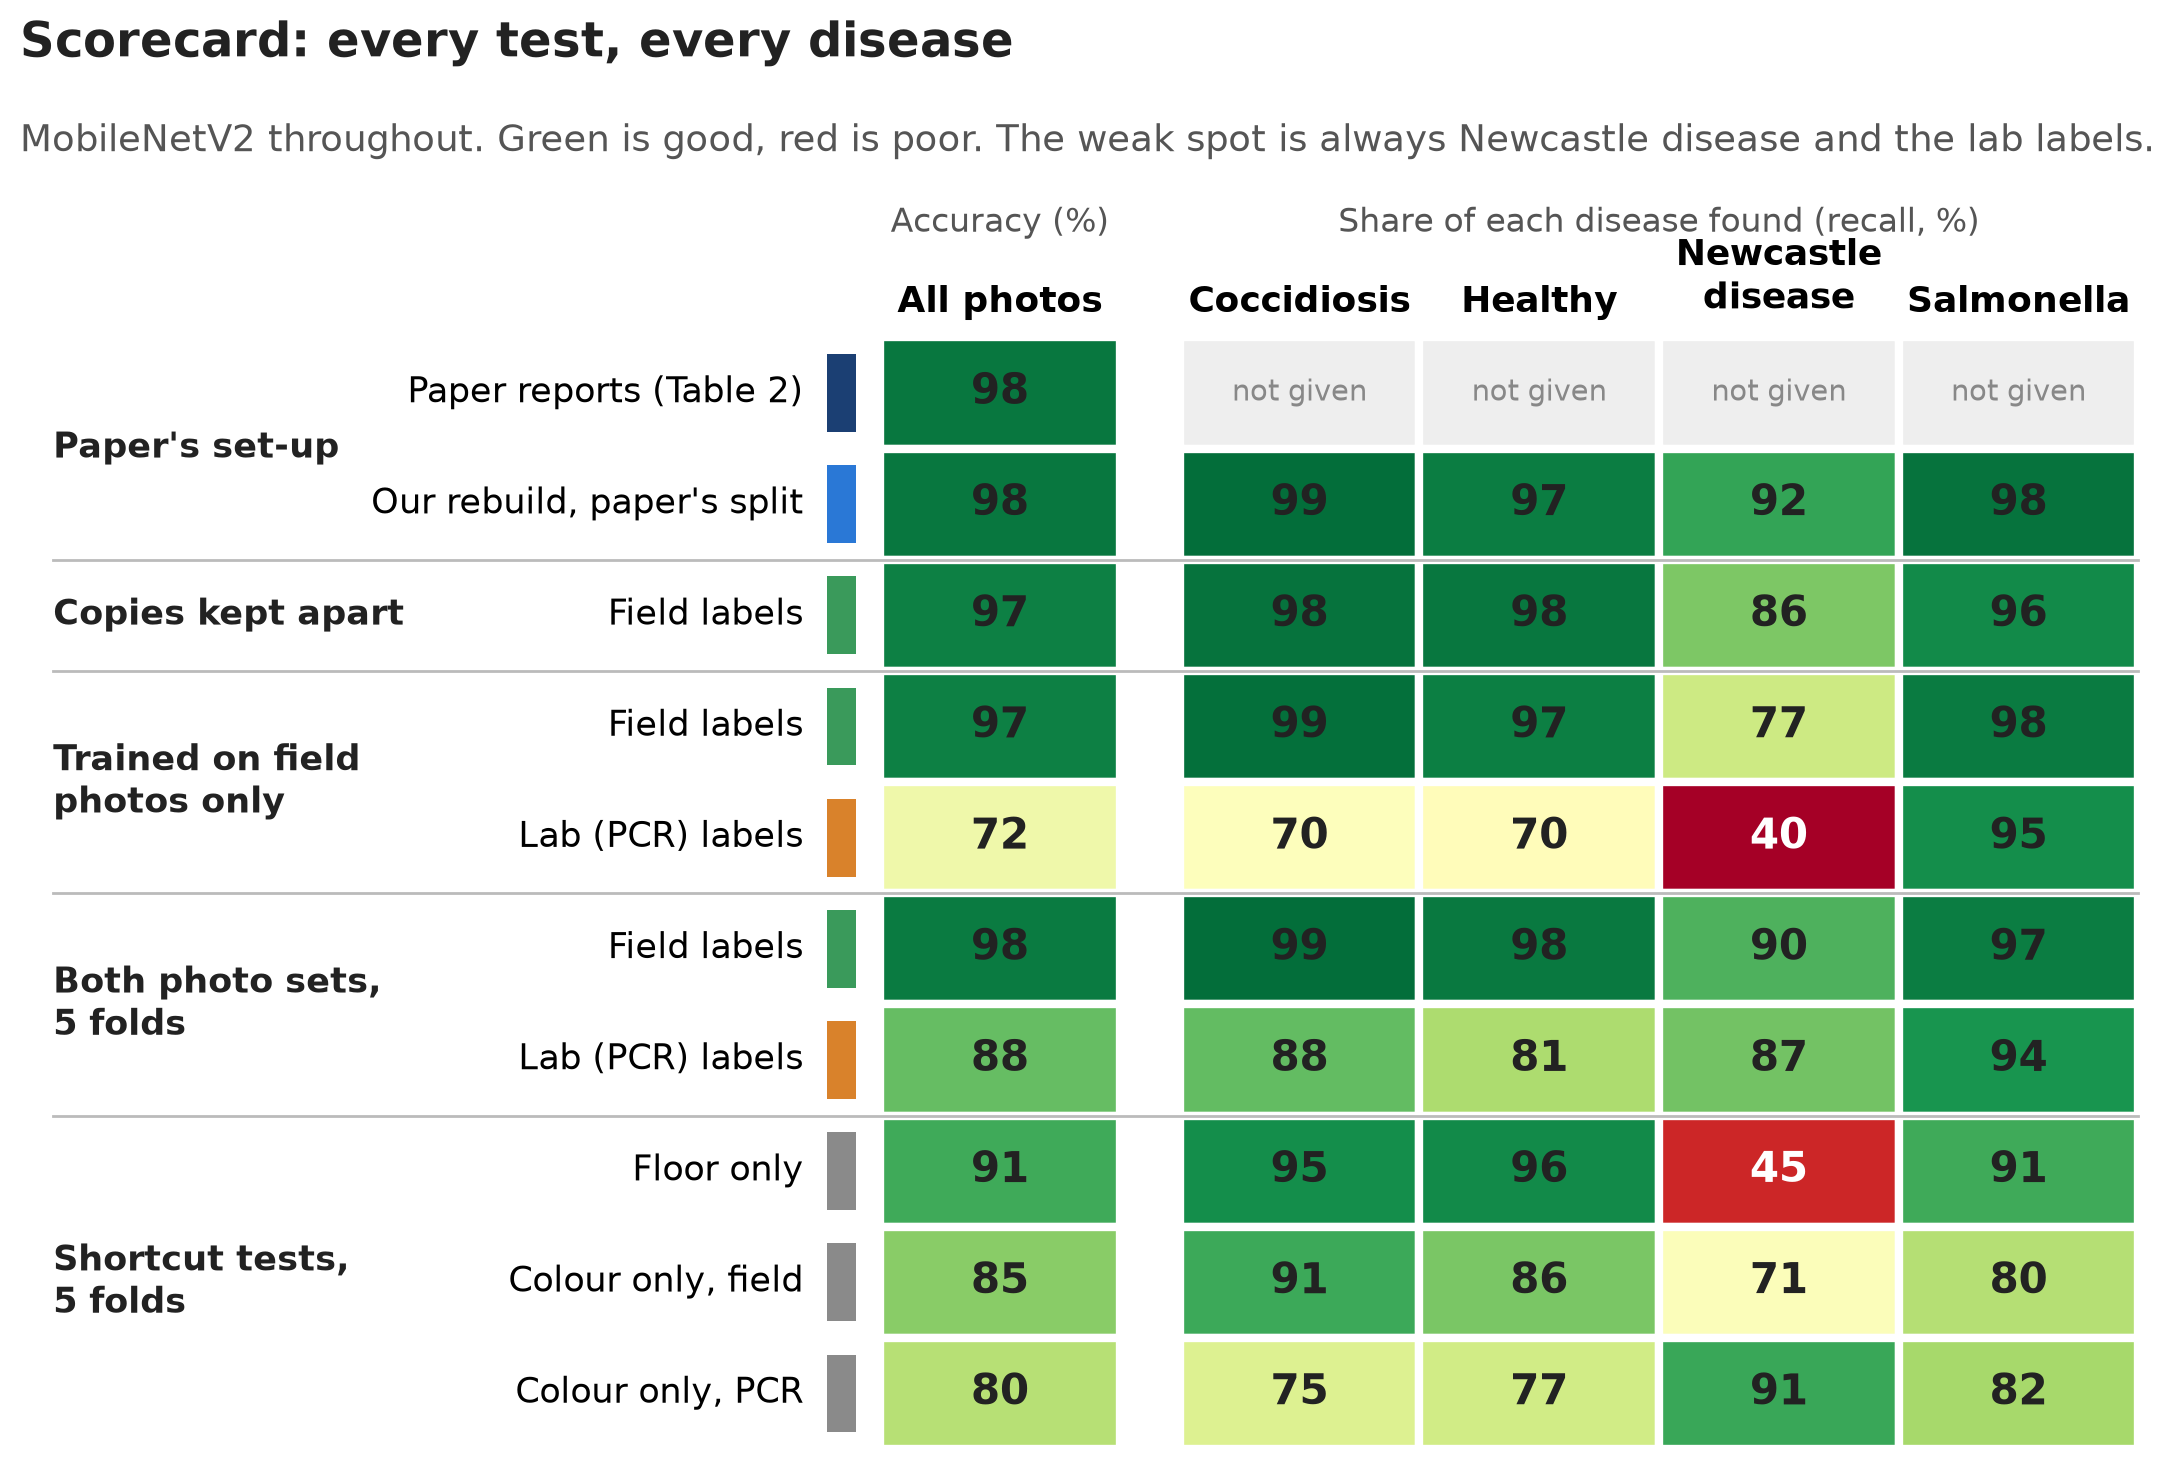 Scorecard: every test, every disease
MobileNetV2 throughout. Green is good, red is poor. The weak spot is always Newcastle disease and the lab labels.
Accuracy (%)
Share of each disease found (recall, %)
All photos
Coccidiosis
Healthy
Newcastle
disease
Salmonella
Paper's set-up
Paper reports (Table 2)
98
not given
not given
not given
not given
Our rebuild, paper's split
98
99
97
92
98
Copies kept apart
Field labels
97
98
98
86
96
Trained on field
photos only
Field labels
97
99
97
77
98
Lab (PCR) labels
72
70
70
40
95
Both photo sets,
5 folds
Field labels
98
99
98
90
97
Lab (PCR) labels
88
88
81
87
94
Shortcut tests,
5 folds
Floor only
91
95
96
45
91
Colour only, field
85
91
86
71
80
Colour only, PCR
80
75
77
91
82